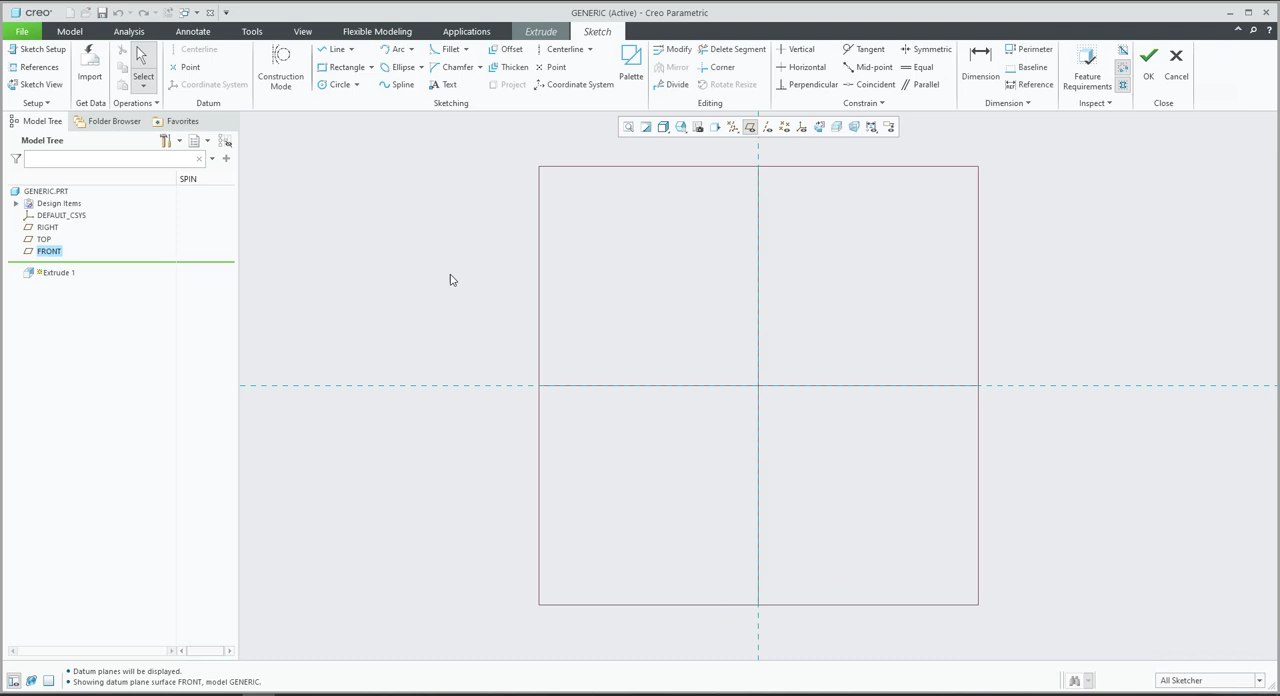 creo
GENERIC (Active) - Creo Parametric
File Model Analysis Annotate Tools View Flexible Modeling Applications Extrude Sketch
Sketch Setup
References
Sketch View
Setup
Import
Get Data
Select
Operations
Centerline
Point
Coordinate System
Datum
Construction
Mode
Line Arc Fillet Offset Centerline
Rectangle Ellipse Chamfer Thicken Point
Circle Spline Text Project Coordinate System
Sketching
Palette
Modify Delete Segment
Mirror Corner
Divide Rotate Resize
Editing
Vertical Tangent Symmetric
Horizontal Mid-point Equal
Perpendicular Coincident Parallel
Constrain
Dimension
Perimeter
Baseline
Reference
Dimension
Feature
Requirements
Inspect
OK Cancel
Close
Model Tree Folder Browser Favorites
Model Tree
SPIN
GENERIC.PRT
Design Items
DEFAULT_CSYS
RIGHT
TOP
FRONT
Extrude 1
• Datum planes will be displayed.
• Showing datum plane surface FRONT, model GENERIC.
All Sketcher